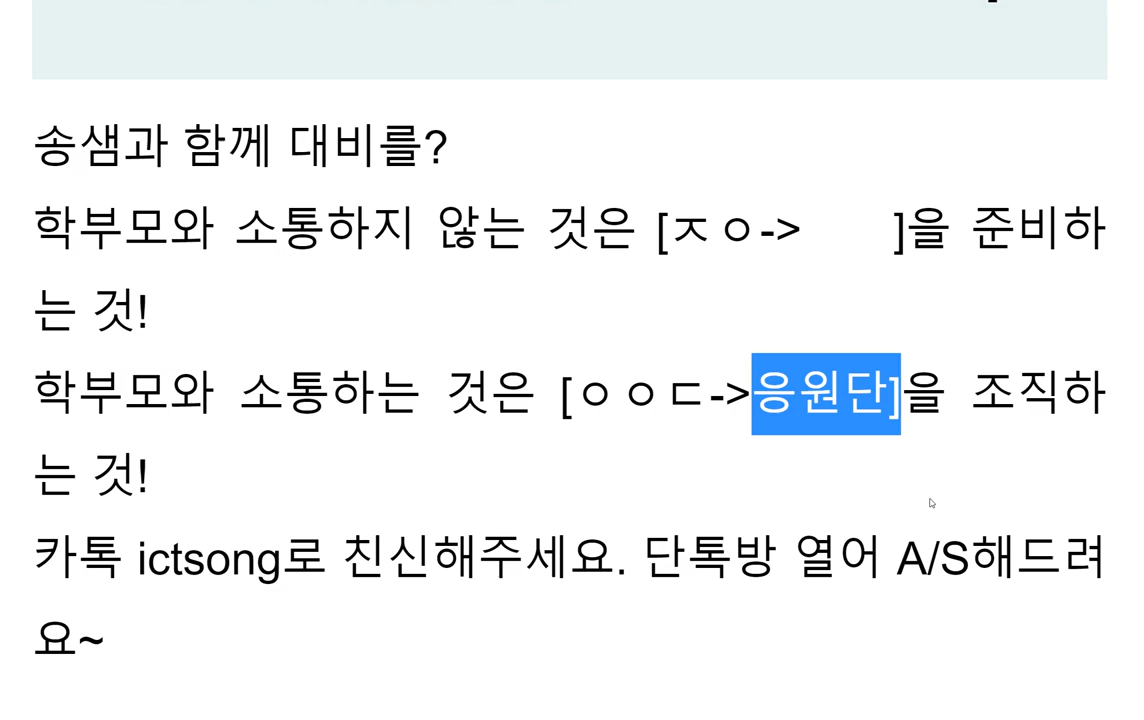 송샘과 함께 대비를?
학부모와 소통하지 않는 것은 [ㅈㅇ-> ]을 준비하
는 것!
학부모와 소통하는 것은 [ㅇㅇㄷ->응원단]을 조직하
는 것!
카톡 ictsong로 친신해주세요. 단톡방 열어 A/S해드려
요~